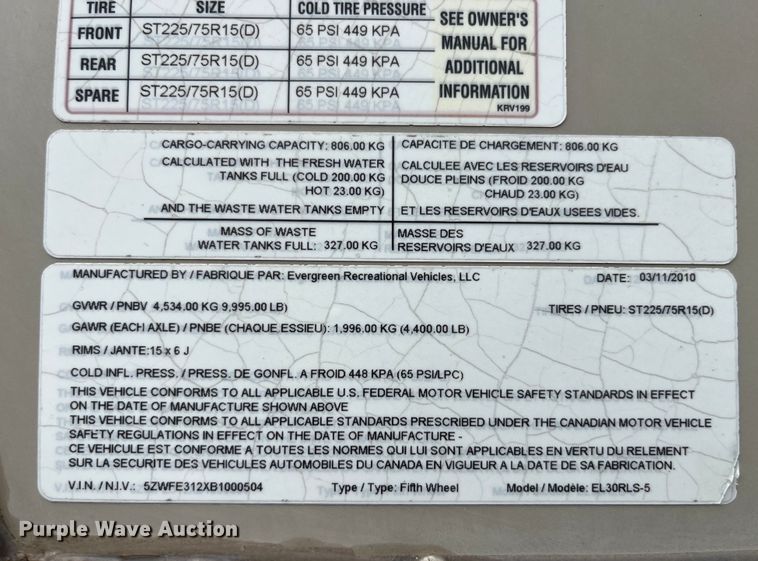 TIRE SIZE COLD TIRE PRESSURE
FRONT ST225/75R15(D) 65 PSI 449 KPA
REAR ST225/75R15(D) 65 PSI 449 KPA
SPARE ST225/75R15(D) 65 PSI 449 KPA
SEE OWNER'S
MANUAL FOR
ADDITIONAL
INFORMATION
KRV199
CARGO-CARRYING CAPACITY: 806.00 KG
CALCULATED WITH THE FRESH WATER
TANKS FULL (COLD 200.00 KG
HOT 23.00 KG)
AND THE WASTE WATER TANKS EMPTY
MASS OF WASTE
WATER TANKS FULL: 327.00 KG
CAPACITE DE CHARGEMENT: 806.00 KG
CALCULEE AVEC LES RESERVOIRS D'EAU
DOUCE PLEINS (FROID 200.00 KG
CHAUD 23.00 KG)
ET LES RESERVOIRS D'EAUX USEES VIDES.
MASSE DES
RESERVOIRS D'EAUX 327.00 KG
MANUFACTURED BY / FABRIQUE PAR: Evergreen Recreational Vehicles, LLC DATE: 03/11/2010
GVWR / PNBV 4,534.00 KG 9,995.00 LB) TIRES / PNEU: ST225/75R15(D)
GAWR (EACH AXLE) / PNBE (CHAQUE ESSIEU): 1,996.00 KG (4,400.00 LB)
RIMS / JANTE:15 x 6 J
COLD INFL. PRESS. / PRESS. DE GONFL. A FROID 448 KPA (65 PSI/LPC)
THIS VEHICLE CONFORMS TO ALL APPLICABLE U.S. FEDERAL MOTOR VEHICLE SAFETY STANDARDS IN EFFECT
ON THE DATE OF MANUFACTURE SHOWN ABOVE
THIS VEHICLE CONFORMS TO ALL APPLICABLE STANDARDS PRESCRIBED UNDER THE CANADIAN MOTOR VEHICLE
SAFETY REGULATIONS IN EFFECT ON THE DATE OF MANUFACTURE -
CE VEHICULE EST CONFORME A TOUTES LES NORMES QUI LUI SONT APPLICABLES EN VERTU DU RELEMENT
SUR LA SECURITE DES VEHICULES AUTOMOBILES DU CANADA EN VIGUEUR A LA DATE DE SA FABRICATION.
V.I.N. / N.I.V.: 5ZWFE312XB1000504 Type / Type: Fifth Wheel Model / Modéle: EL30RLS-5
Purple Wave Auction